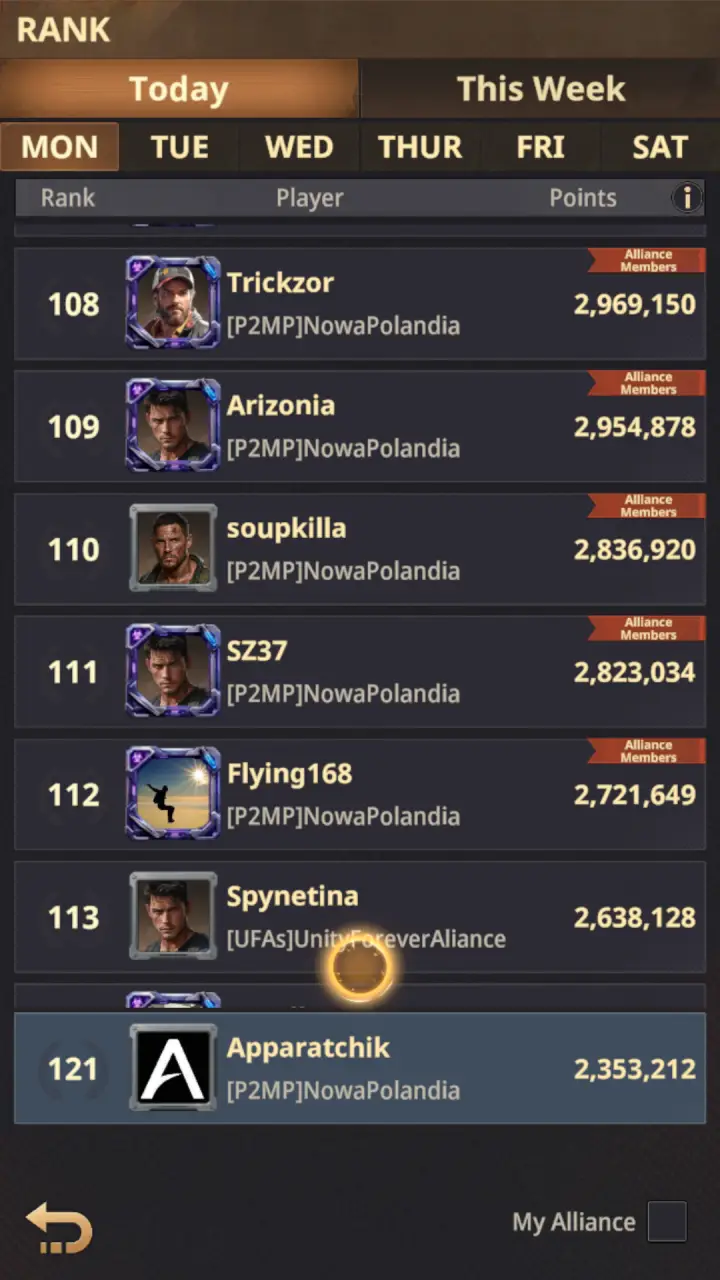 RANK
Today
This Week
MON TUE WED THUR FRI SAT
Rank Player Points i
Alliance Members
108 Trickzor 2,969,150
[P2MP]NowaPolandia
Alliance Members
109 Arizonia 2,954,878
[P2MP]NowaPolandia
Alliance Members
110 soupkilla 2,836,920
[P2MP]NowaPolandia
Alliance Members
111 SZ37 2,823,034
[P2MP]NowaPolandia
Alliance Members
112 Flying168 2,721,649
[P2MP]NowaPolandia
113 Spynetina 2,638,128
[UFAs]UnityForeverAliance
121 Apparatchik 2,353,212
[P2MP]NowaPolandia
My Alliance